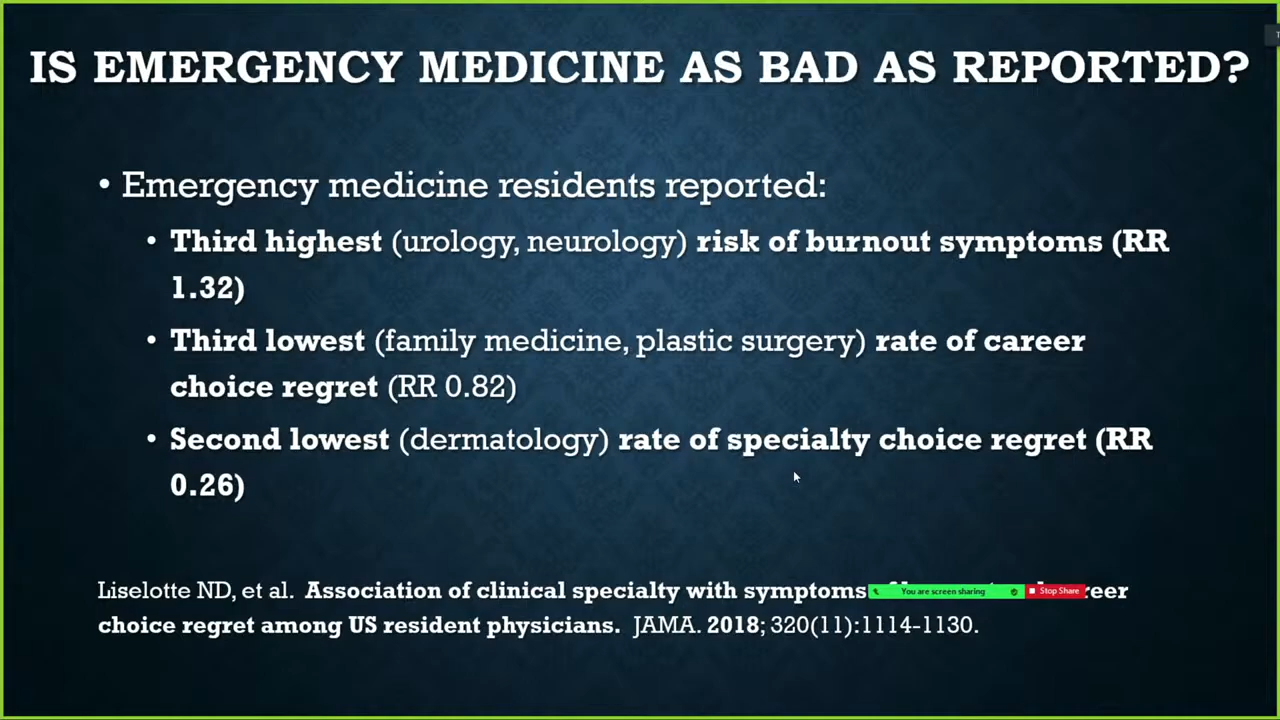 IS EMERGENCY MEDICINE AS BAD AS REPORTED?
• Emergency medicine residents reported:
• Third highest (urology, neurology) risk of burnout symptoms (RR
1.32)
• Third lowest (family medicine, plastic surgery) rate of career
choice regret (RR 0.82)
• Second lowest (dermatology) rate of specialty choice regret (RR
0.26)
Liselotte ND, et al. Association of clinical specialty with symptoms You are screen sharing Stop Share reer
choice regret among US resident physicians. JAMA. 2018; 320(11):1114-1130.